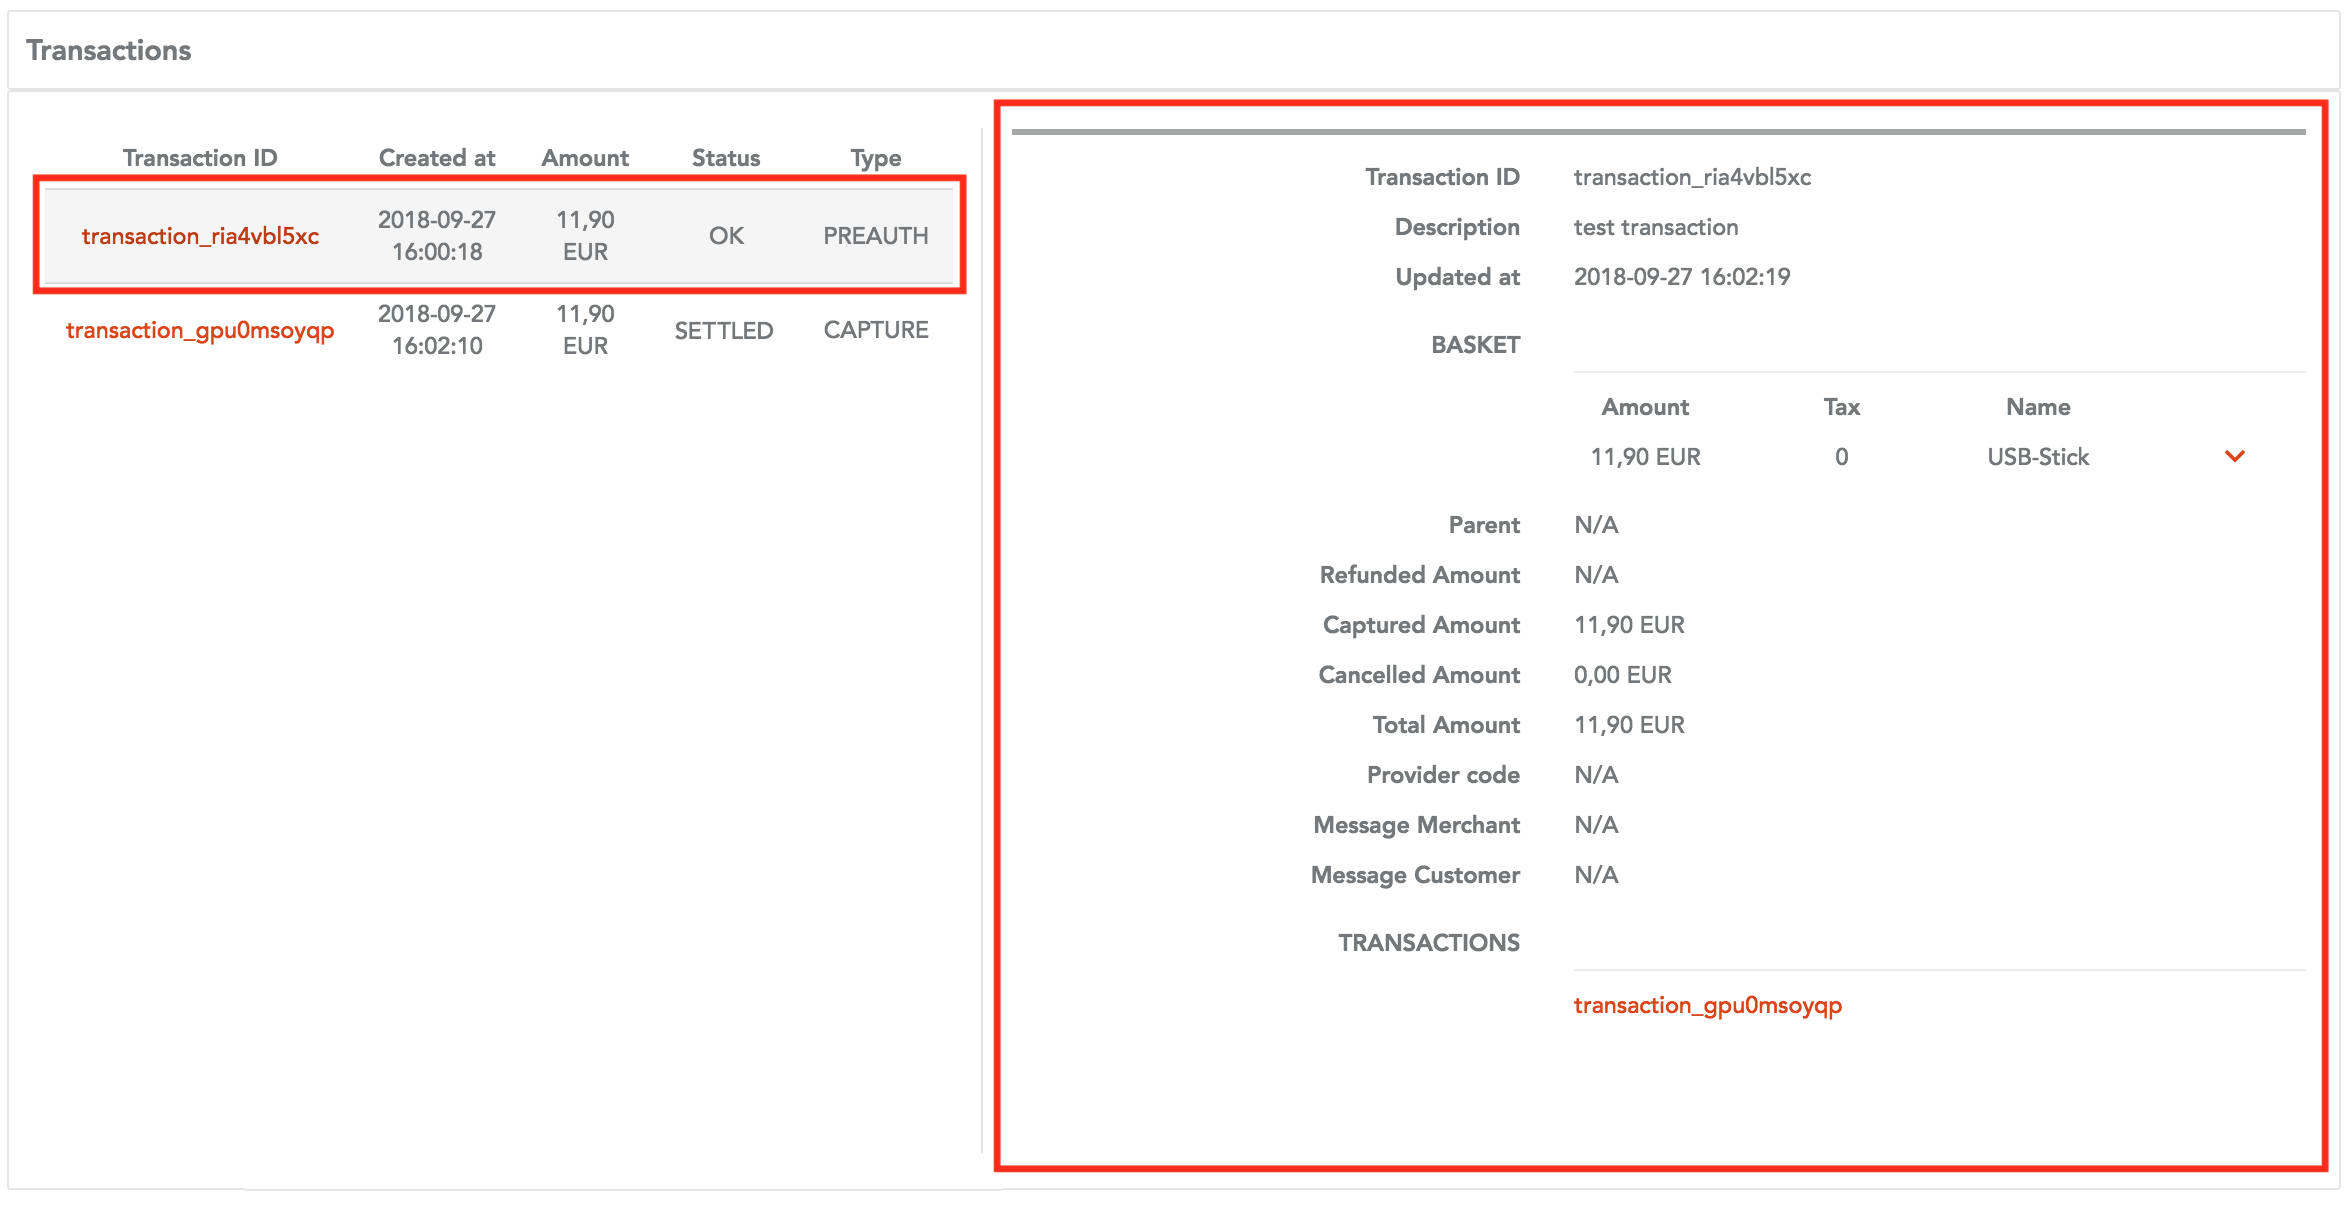 Transactions
Transaction ID Created at Amount Status Type
transaction_ria4vbl5xc 2018-09-27 16:00:18 11,90 EUR OK PREAUTH
transaction_gpu0msoyqp 2018-09-27 16:02:10 11,90 EUR SETTLED CAPTURE
Transaction ID transaction_ria4vbl5xc
Description test transaction
Updated at 2018-09-27 16:02:19
BASKET
Amount Tax Name
11,90 EUR 0 USB-Stick
Parent N/A
Refunded Amount N/A
Captured Amount 11,90 EUR
Cancelled Amount 0,00 EUR
Total Amount 11,90 EUR
Provider code N/A
Message Merchant N/A
Message Customer N/A
TRANSACTIONS
transaction_gpu0msoyqp